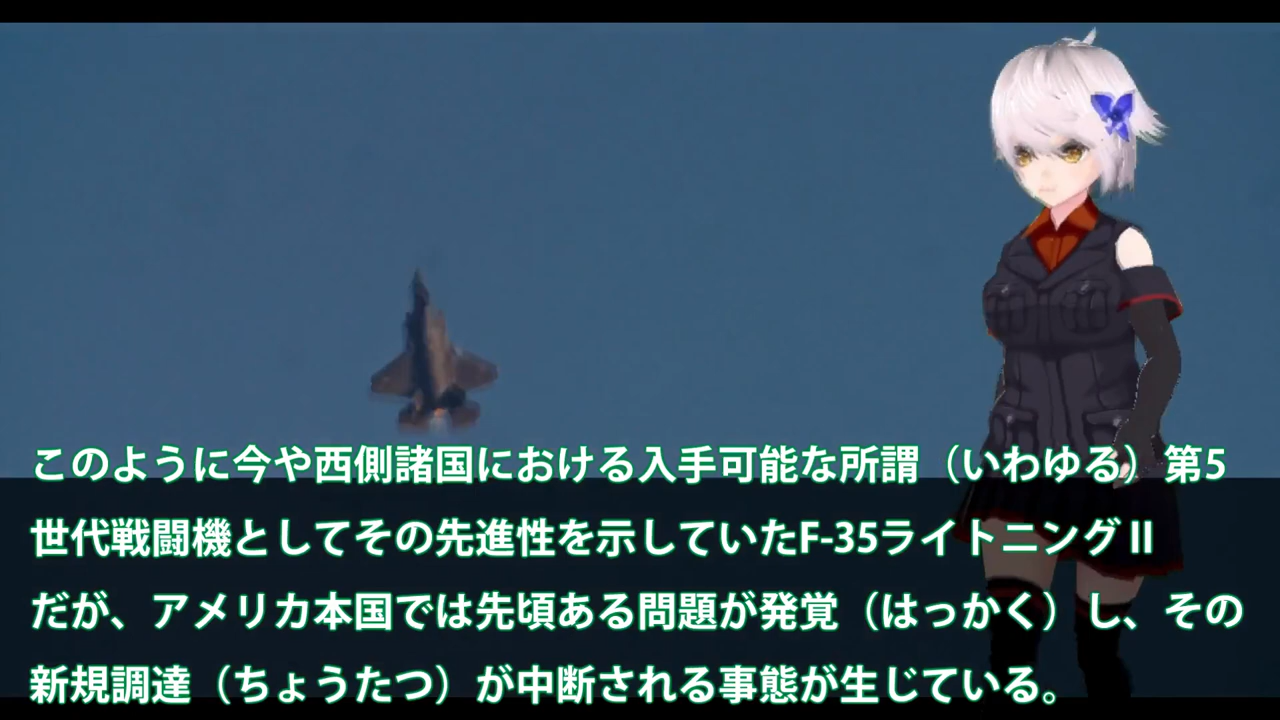 このように今や西側諸国における入手可能な所謂（いわゆる）第5
世代戦闘機としてその先進性を示していたF-35ライトニングⅡ
だが、アメリカ本国では先頃ある問題が発覚（はっかく）し、その
新規調達（ちょうたつ）が中断される事態が生じている。